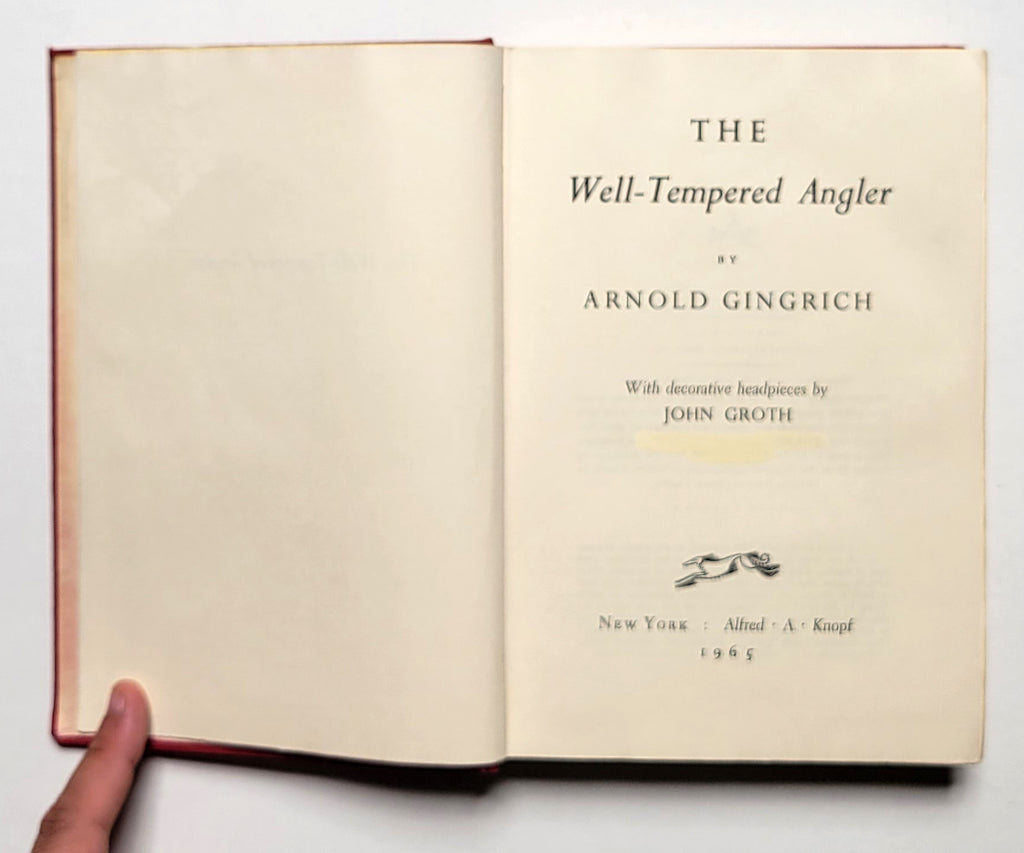 THE
Well-Tempered Angler
BY
ARNOLD GINGRICH
With decorative headpieces by
JOHN GROTH
NEW YORK : Alfred · A · Knopf
1965